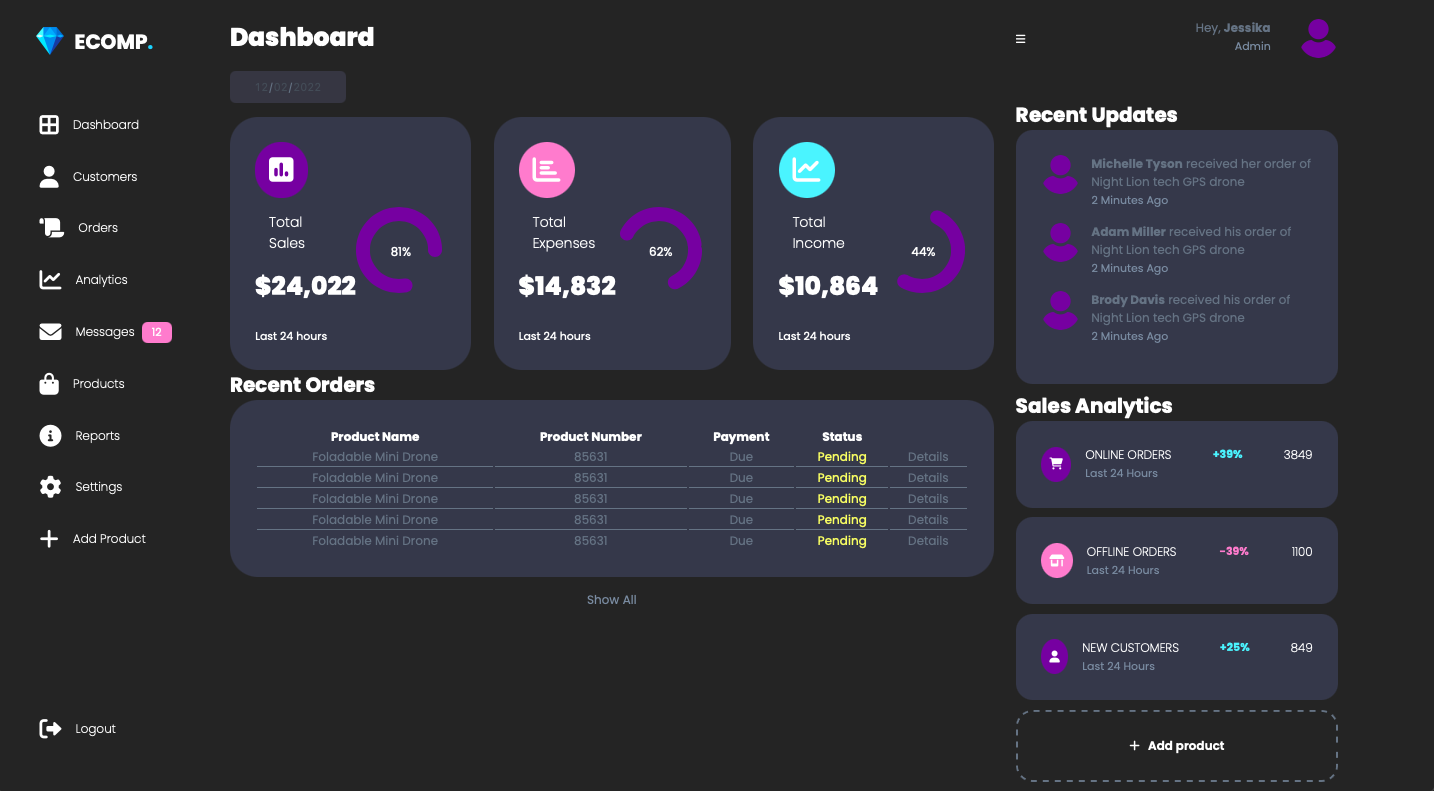 ECOMP.
Dashboard
Customers
Orders
Analytics
Messages 12
Products
Reports
Settings
Add Product
Logout
Dashboard
12/02/2022
Total
Sales
81%
$24,022
Last 24 hours
Total
Expenses
62%
$14,832
Last 24 hours
Total
Income
44%
$10,864
Last 24 hours
Recent Orders
Product Name Product Number Payment Status
Foladable Mini Drone 85631 Due Pending Details
Foladable Mini Drone 85631 Due Pending Details
Foladable Mini Drone 85631 Due Pending Details
Foladable Mini Drone 85631 Due Pending Details
Foladable Mini Drone 85631 Due Pending Details
Show All
Hey, Jessika
Admin
Recent Updates
Michelle Tyson received her order of
Night Lion tech GPS drone
2 Minutes Ago
Adam Miller received his order of
Night Lion tech GPS drone
2 Minutes Ago
Brody Davis received his order of
Night Lion tech GPS drone
2 Minutes Ago
Sales Analytics
ONLINE ORDERS +39% 3849
Last 24 Hours
OFFLINE ORDERS -39% 1100
Last 24 Hours
NEW CUSTOMERS +25% 849
Last 24 Hours
+ Add product